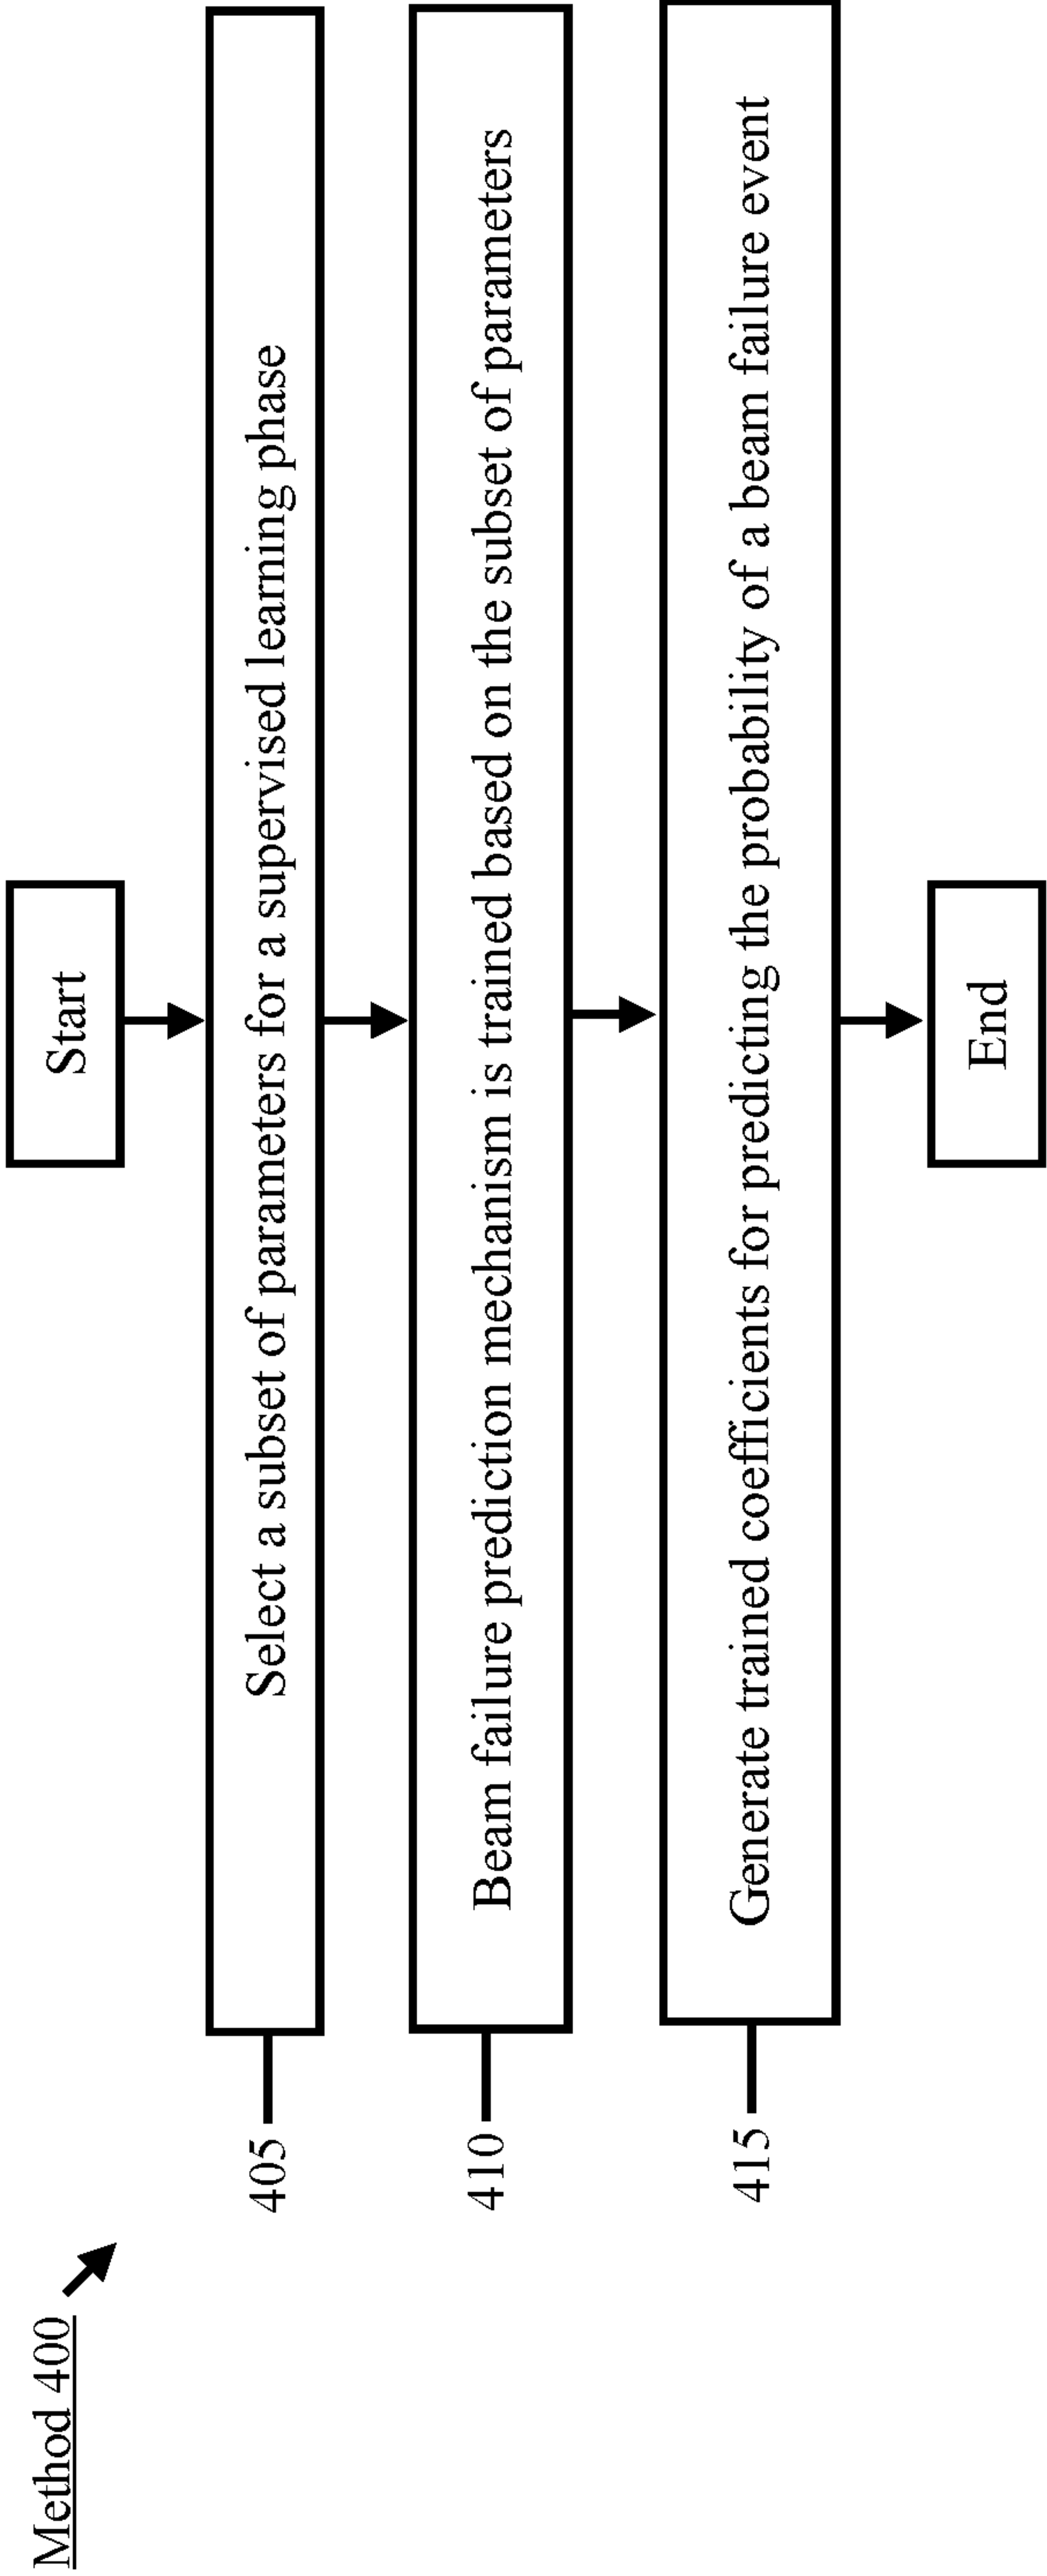 Method 400
Start
405
Select a subset of parameters for a supervised learning phase
410
Beam failure prediction mechanism is trained based on the subset of parameters
415
Generate trained coefficients for predicting the probability of a beam failure event
End